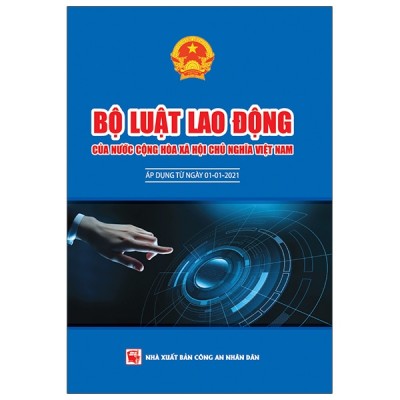 BỘ LUẬT LAO ĐỘNG
CỦA NƯỚC CỘNG HÒA XÃ HỘI CHỦ NGHĨA VIỆT NAM
ÁP DỤNG TỪ NGÀY 01-01-2021
NHÀ XUẤT BẢN CÔNG AN NHÂN DÂN